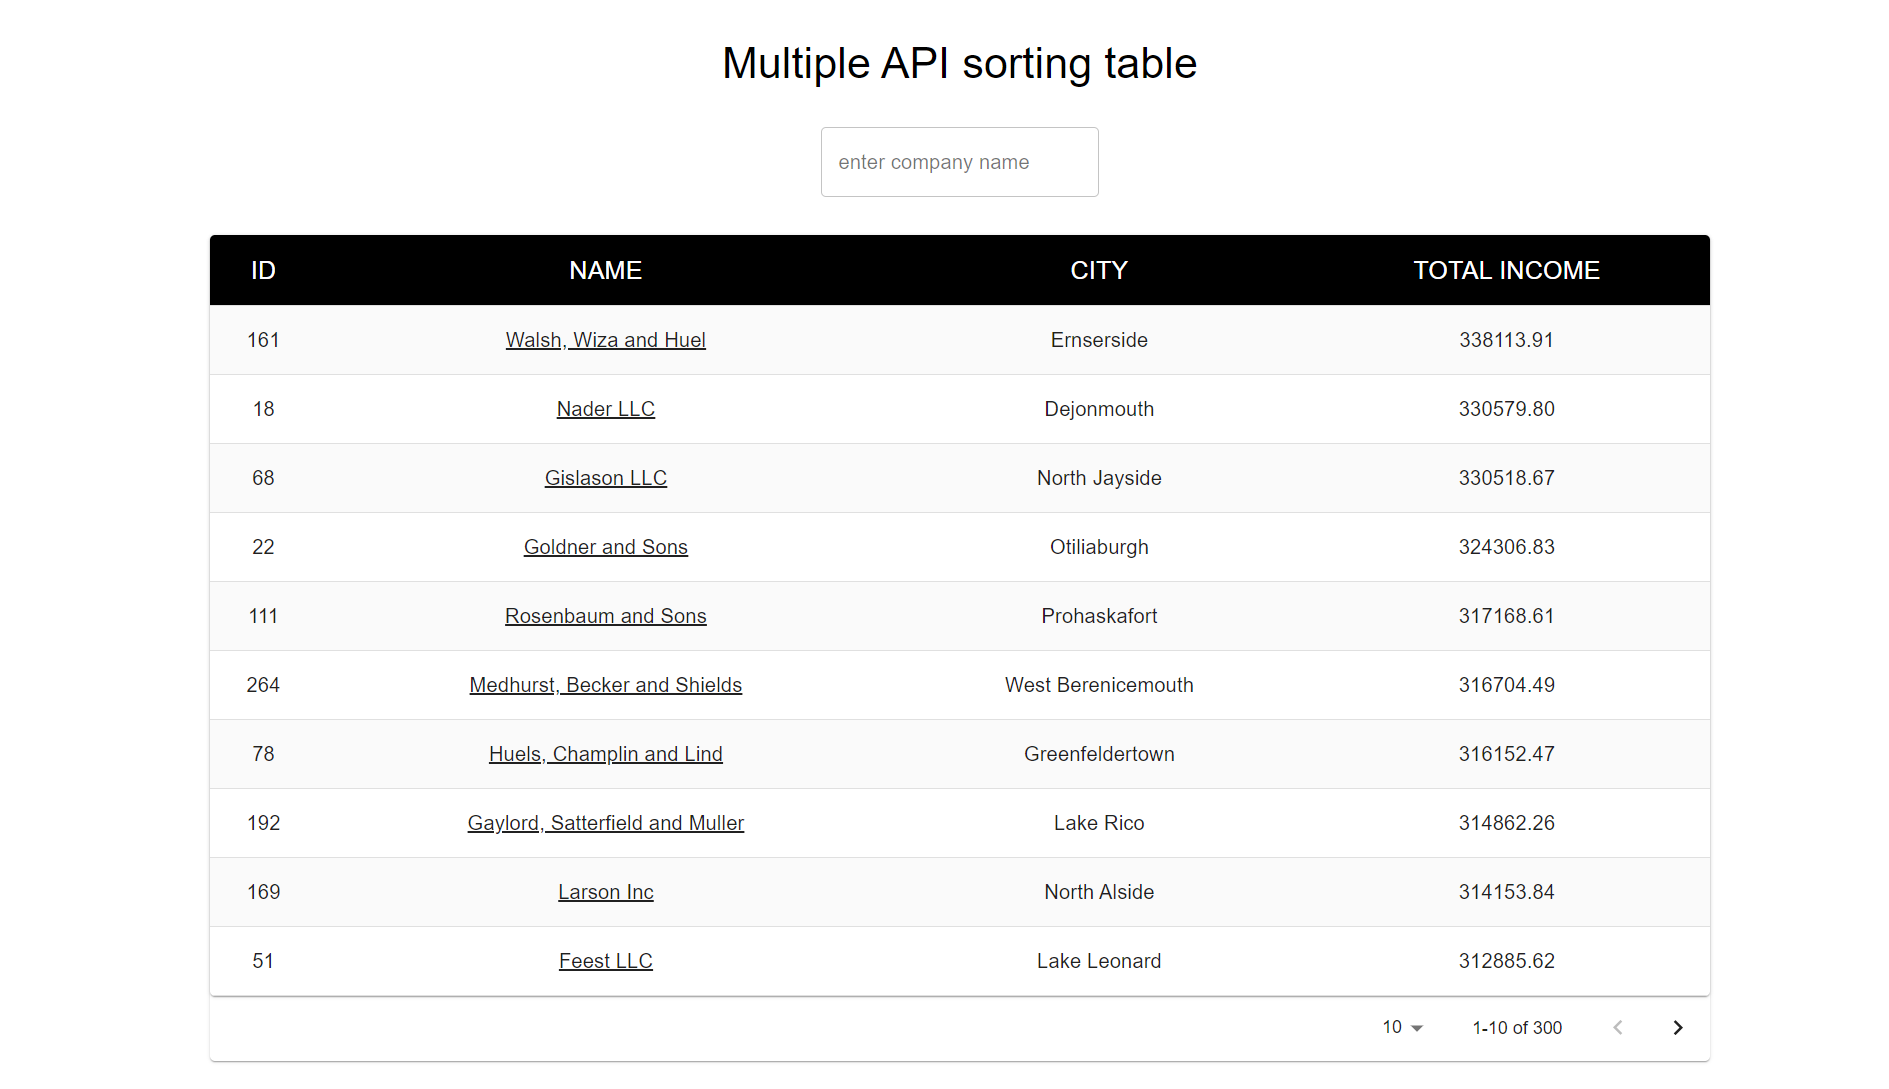 Multiple API sorting table
enter company name
ID NAME CITY TOTAL INCOME
161 Walsh, Wiza and Huel Ernserside 338113.91
18 Nader LLC Dejonmouth 330579.80
68 Gislason LLC North Jayside 330518.67
22 Goldner and Sons Otiliaburgh 324306.83
111 Rosenbaum and Sons Prohaskafort 317168.61
264 Medhurst, Becker and Shields West Berenicemouth 316704.49
78 Huels, Champlin and Lind Greenfeldertown 316152.47
192 Gaylord, Satterfield and Muller Lake Rico 314862.26
169 Larson Inc North Alside 314153.84
51 Feest LLC Lake Leonard 312885.62
10 1-10 of 300